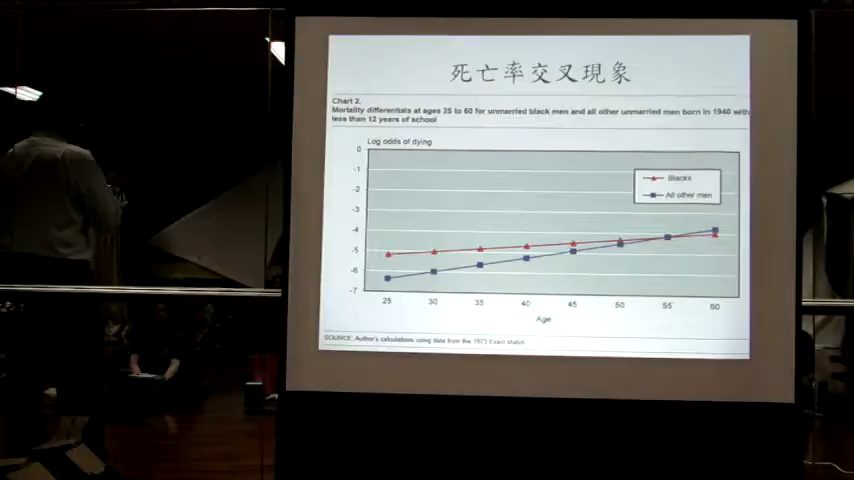 死亡率交叉現象
Chart 2.
Mortality differentials at ages 25 to 60 for unmarried black men and all other unmarried men born in 1940 with
less than 12 years of school
Log odds of dying
0
-1
-2
-3
-4
-5
-6
-7
Blacks
All other men
25 30 35 40 45 50 55 60
Age
SOURCE: Author's calculations using data from the 1973 Exact Match